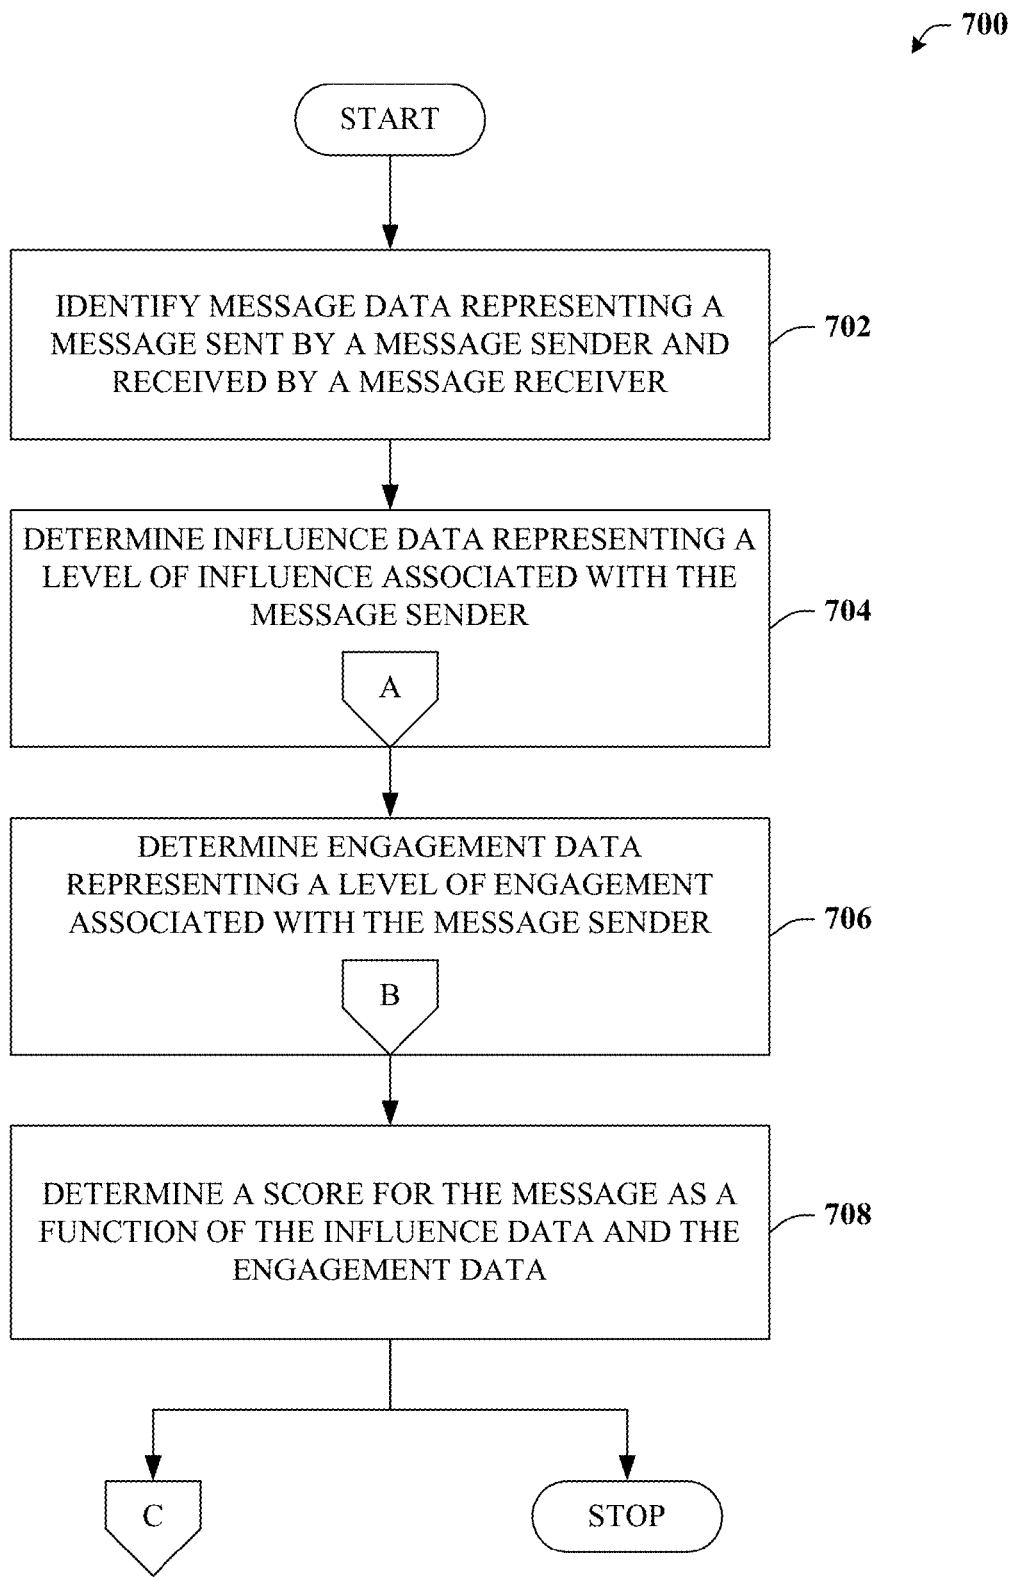 700
START
IDENTIFY MESSAGE DATA REPRESENTING A
MESSAGE SENT BY A MESSAGE SENDER AND
RECEIVED BY A MESSAGE RECEIVER
702
DETERMINE INFLUENCE DATA REPRESENTING A
LEVEL OF INFLUENCE ASSOCIATED WITH THE
MESSAGE SENDER
704
A
DETERMINE ENGAGEMENT DATA
REPRESENTING A LEVEL OF ENGAGEMENT
ASSOCIATED WITH THE MESSAGE SENDER
706
B
DETERMINE A SCORE FOR THE MESSAGE AS A
FUNCTION OF THE INFLUENCE DATA AND THE
ENGAGEMENT DATA
708
C
STOP